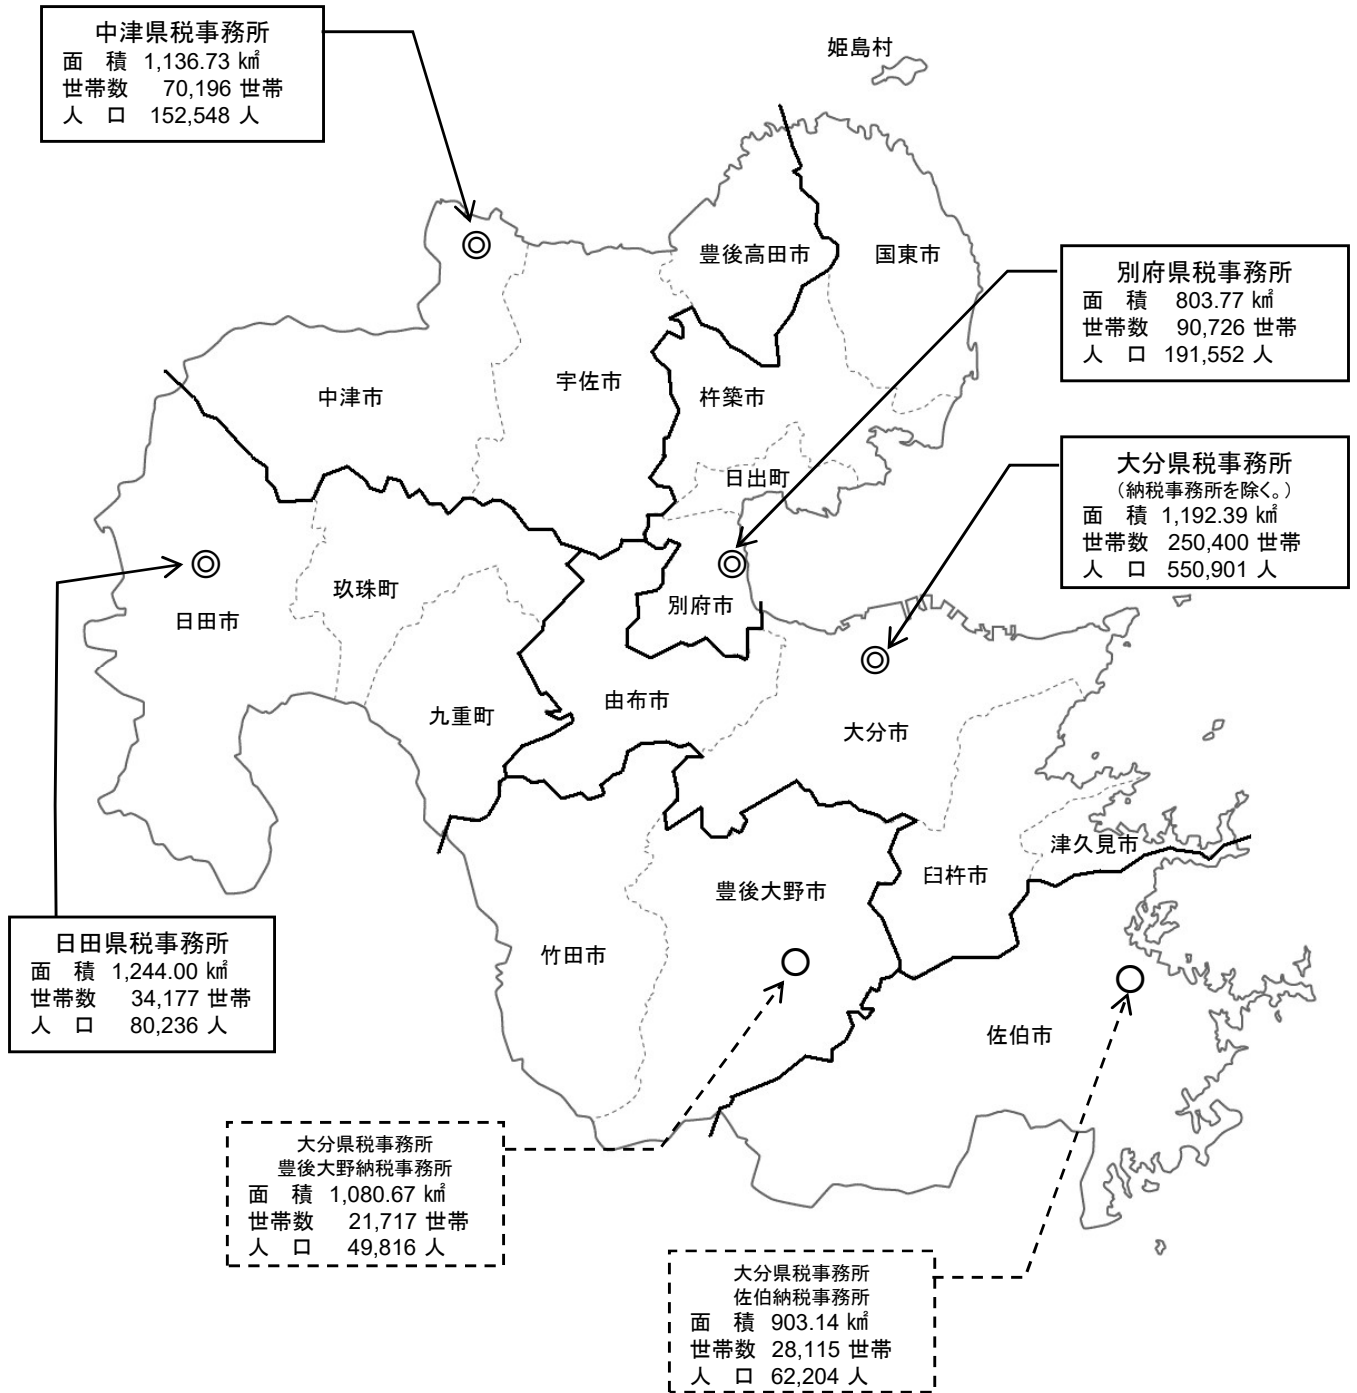 中津県税事務所
面 積 1,136.73 ㎢
世帯数 70,196 世帯
人 口 152,548 人
姫島村
豊後高田市
国東市
別府県税事務所
面 積 803.77 ㎢
世帯数 90,726 世帯
人 口 191,552 人
中津市
宇佐市
杵築市
日出町
大分県税事務所
(納税事務所を除く。)
面 積 1,192.39 ㎢
世帯数 250,400 世帯
人 口 550,901 人
日田市
玖珠町
別府市
九重町
由布市
大分市
津久見市
臼杵市
豊後大野市
竹田市
佐伯市
日田県税事務所
面 積 1,244.00 ㎢
世帯数 34,177 世帯
人 口 80,236 人
大分県税事務所
豊後大野納税事務所
面 積 1,080.67 ㎢
世帯数 21,717 世帯
人 口 49,816 人
大分県税事務所
佐伯納税事務所
面 積 903.14 ㎢
世帯数 28,115 世帯
人 口 62,204 人